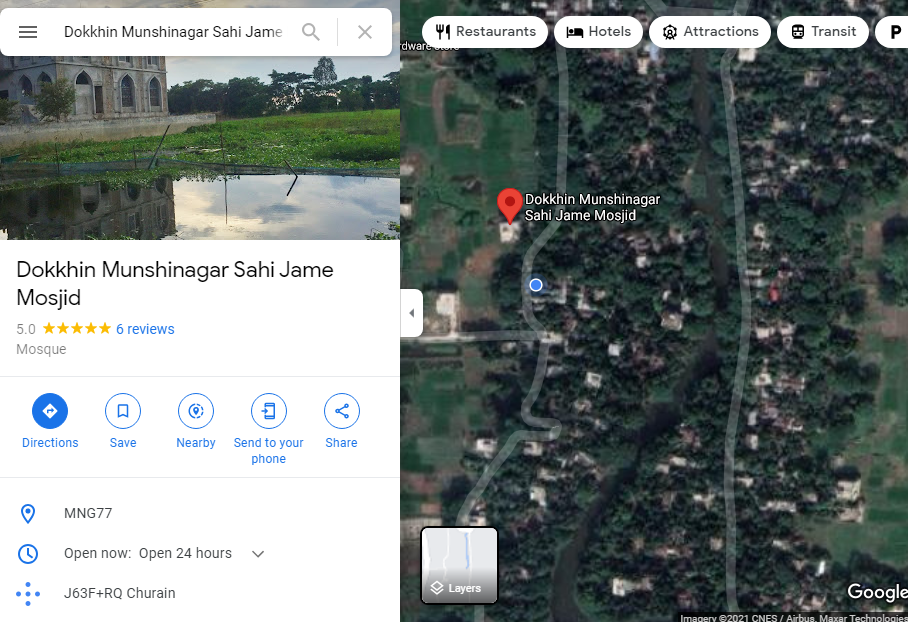 Dokkhin Munshinagar Sahi Jame
Restaurants
Hotels
Attractions
Transit
P
Dokkhin Munshinagar
Sahi Jame Mosjid
Dokkhin Munshinagar Sahi Jame
Mosjid
5.0 ★★★★★ 6 reviews
Mosque
Directions
Save
Nearby
Send to your
phone
Share
MNG77
Open now: Open 24 hours
J63F+RQ Churain
Layers
Google
Imagery ©2021 CNES / Airbus, Maxar Technologies